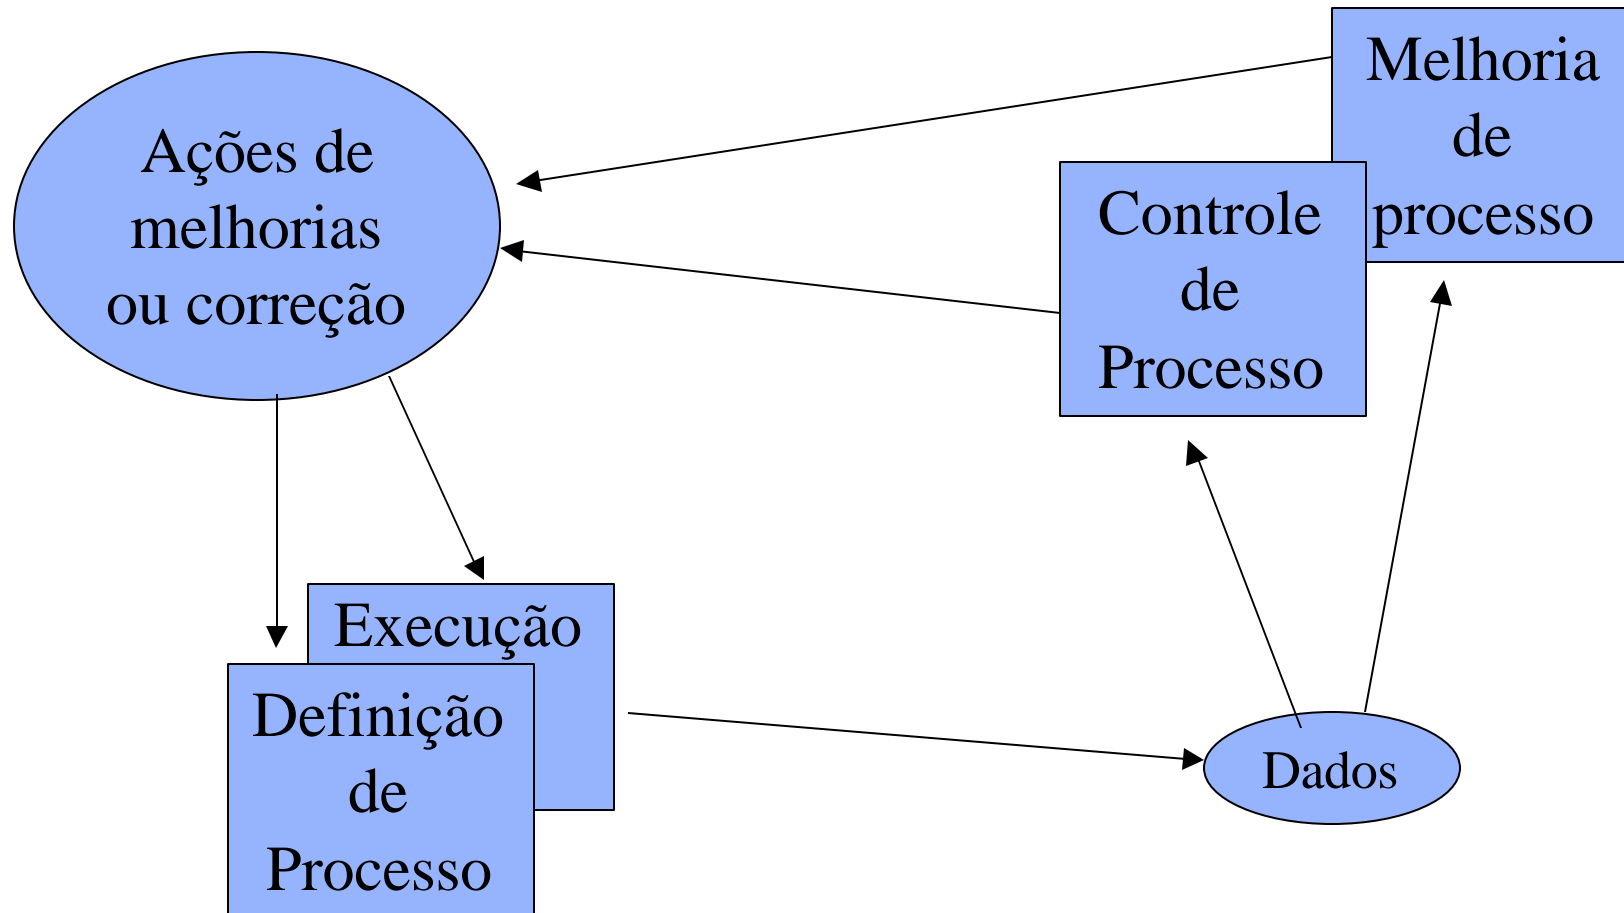 Ações de
melhorias
ou correção
Melhoria
de
processo
Controle
de
Processo
Execução
Definição
de
Processo
Dados